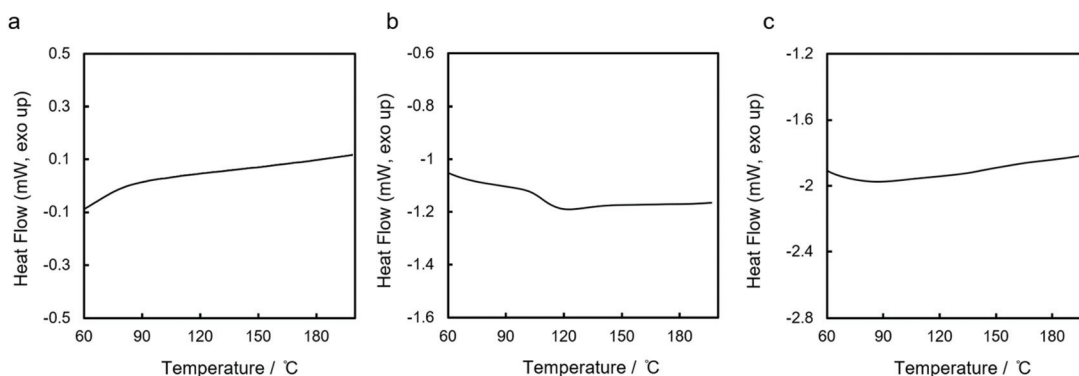 a
0.5
0.3
0.1
-0.1
-0.3
-0.5
Heat Flow (mW, exo up)
60 90 120 150 180
Temperature / ℃
b
-0.6
-0.8
-1
-1.2
-1.4
-1.6
Heat Flow (mW, exo up)
60 90 120 150 180
Temperature / ℃
c
-1.2
-1.6
-2
-2.4
-2.8
Heat Flow (mW, exo up)
60 90 120 150 180
Temperature / ℃